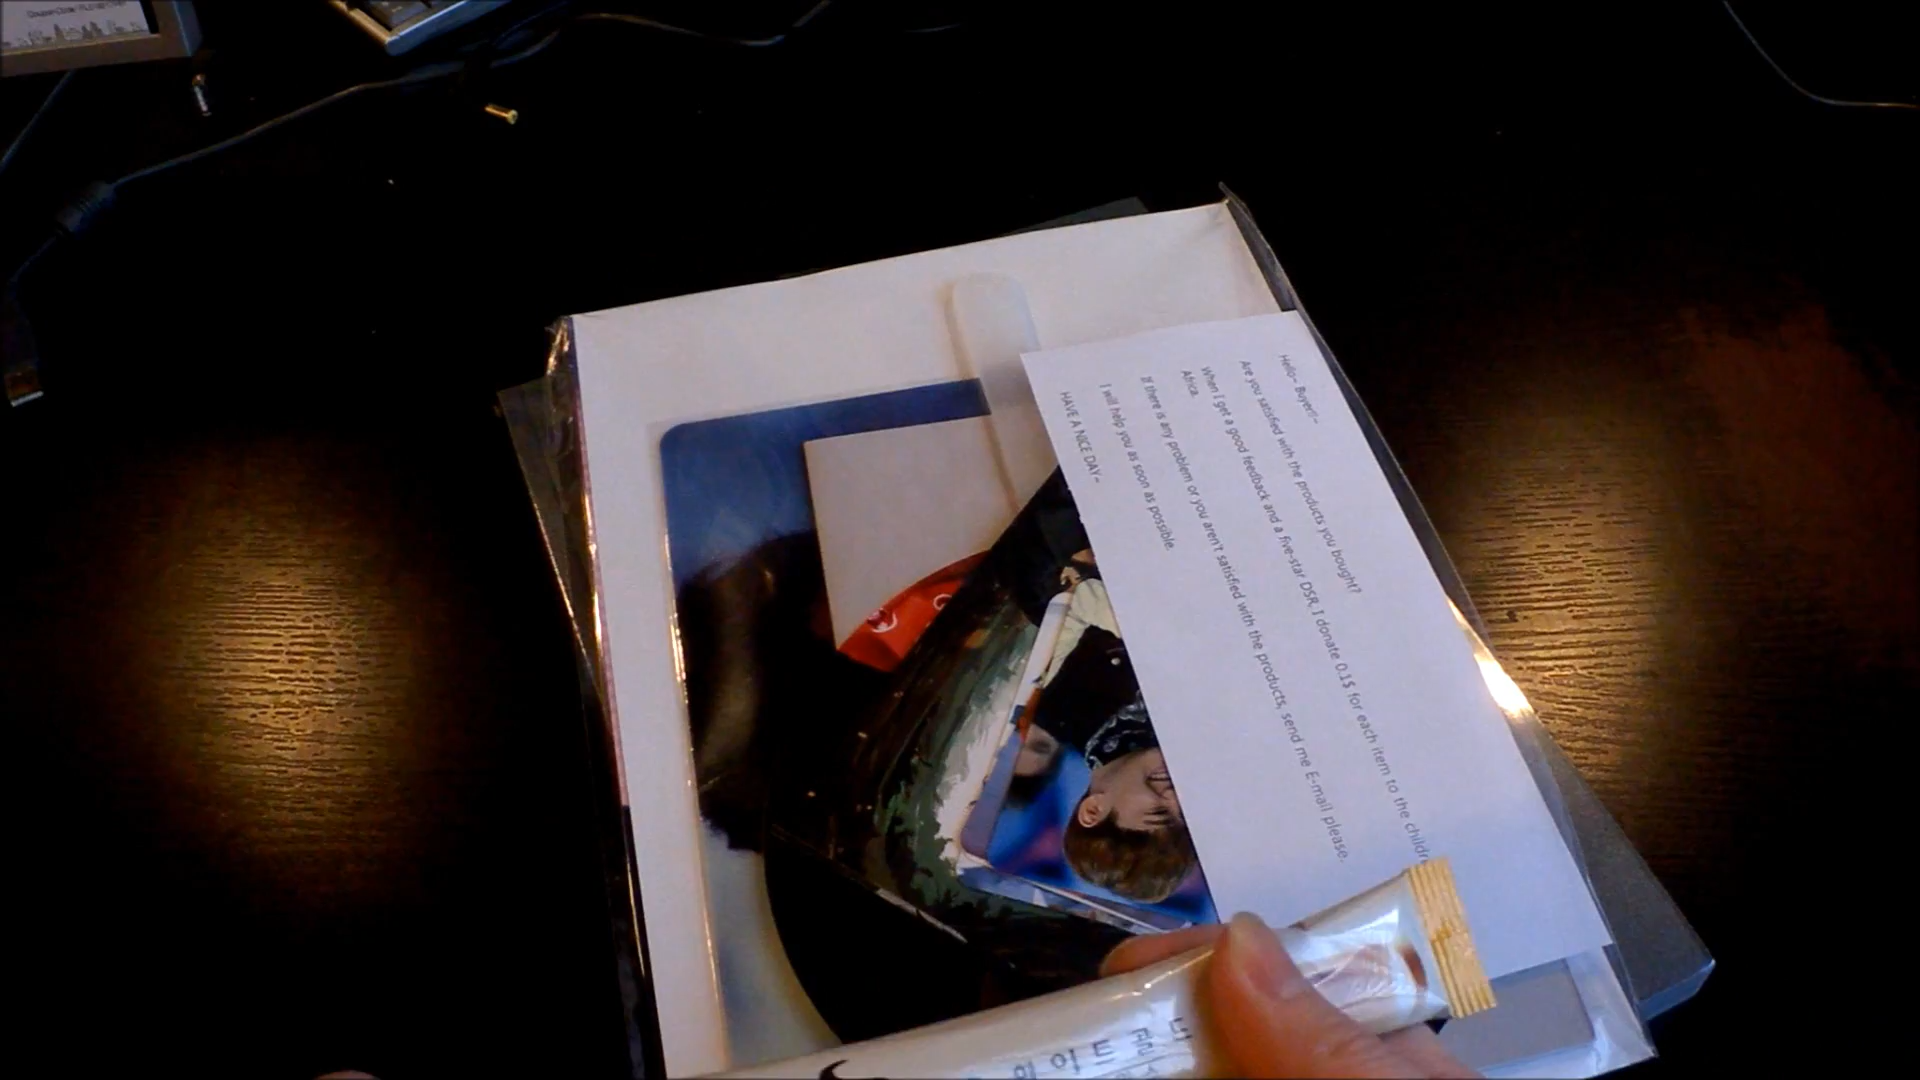 Hello~ Buyer!!~
Are you satisfied with the products you bought?
When I get a good feedback and a five-star DSR, I donate 0.1$ for each item to the childre
Africa.
If there is any problem or you aren't satisfied with the products, send me E-mail please.
I will help you as soon as possible.
HAVE A NICE DAY~